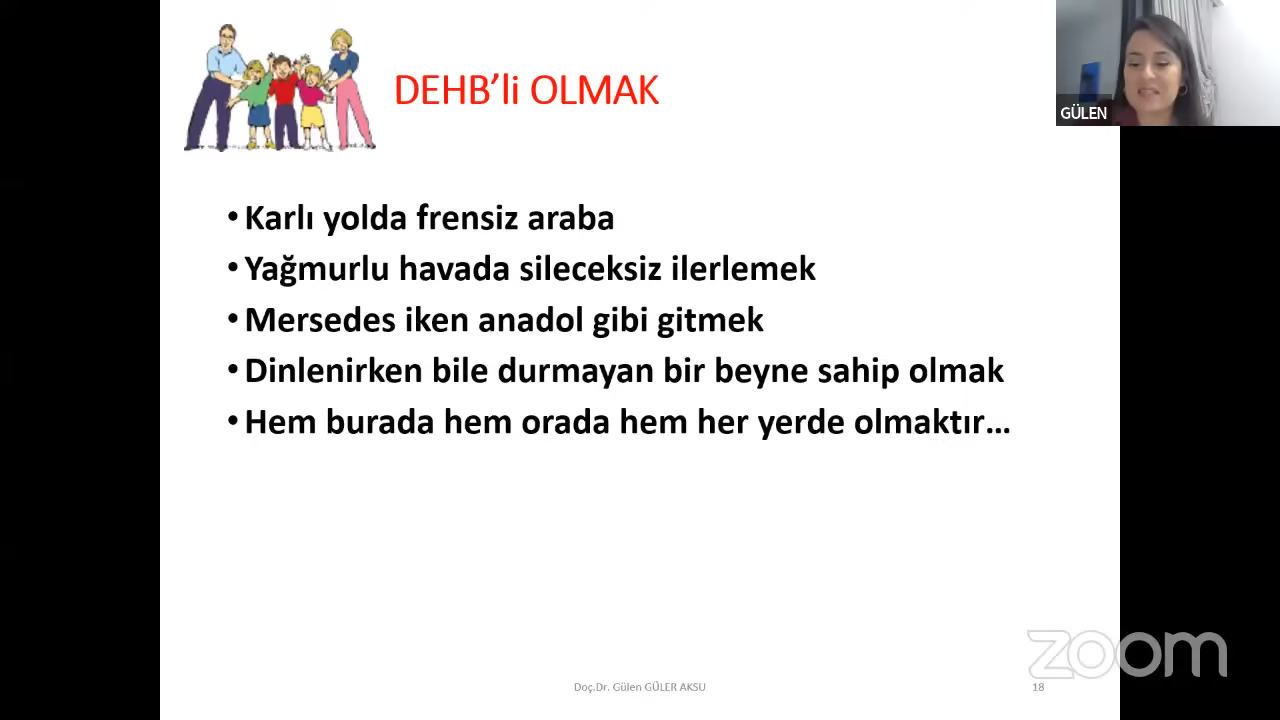 DEHB’li OLMAK
GÜLEN
• Karlı yolda frensiz araba
• Yağmurlu havada sileceksiz ilerlemek
• Mersedes iken anadol gibi gitmek
• Dinlenirken bile durmayan bir beyne sahip olmak
• Hem burada hem orada hem her yerde olmaktır...
zoom
Doç.Dr. Gülen GÜLER AKSU
18